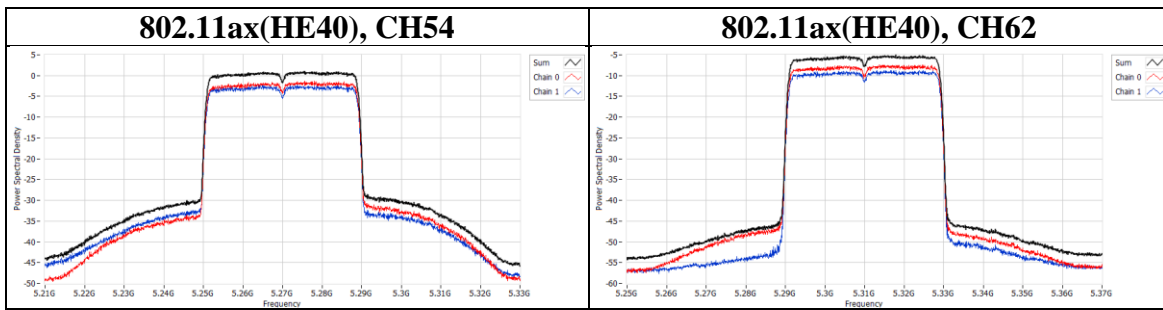 802.11ax(HE40), CH54
802.11ax(HE40), CH62
5-
0-
-5-
-10-
-15-
-20-
-25-
-30-
-35-
-40-
-45-
-50-
Power Spectral Density
5.21G 5.22G 5.23G 5.24G 5.25G 5.26G 5.27G 5.28G 5.29G 5.3G 5.31G 5.32G 5.33G
Frequency
Sum
Chain 0
Chain 1
5-
0-
-5-
-10-
-15-
-20-
-25-
-30-
-35-
-40-
-45-
-50-
-55-
-60-
Power Spectral Density
5.25G 5.26G 5.27G 5.28G 5.29G 5.3G 5.31G 5.32G 5.33G 5.34G 5.35G 5.36G 5.37G
Frequency
Sum
Chain 0
Chain 1